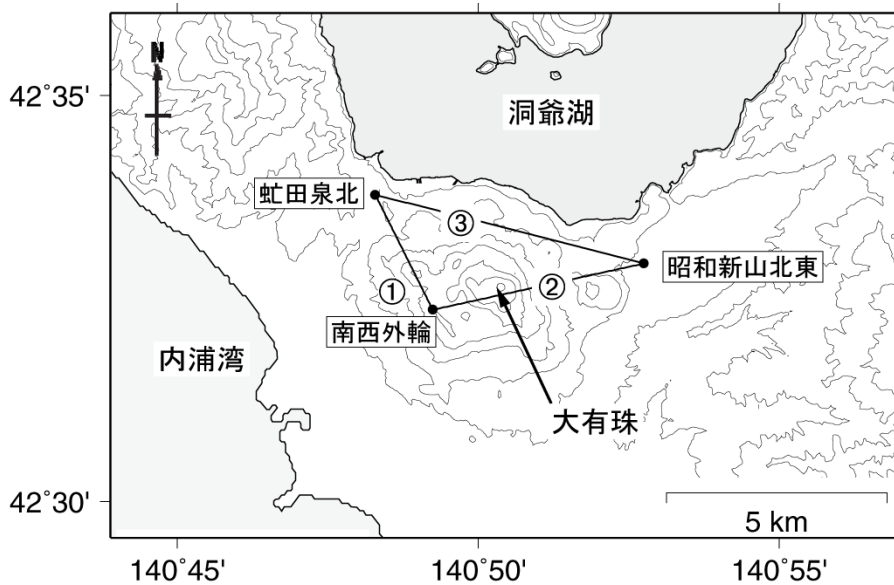 N
42˚35'
洞爺湖
虻田泉北
③
昭和新山北東
①
②
南西外輪
内浦湾
大有珠
42˚30'
5 km
140˚45'
140˚50'
140˚55'